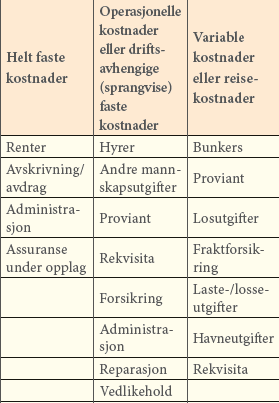 Helt faste
kostnader
Operasjonelle
kostnader
eller drifts-
avhengige
(sprangvise)
faste
kostnader
Variable
kostnader
eller reise-
kostnader
Renter
Hyrer
Bunkers
Avskrivning/
avdrag
Andre mann-
skapsutgifter
Proviant
Administra-
sjon
Proviant
Losutgifter
Assuranse
under opplag
Rekvisita
Fraktforsik-
ring
Forsikring
Laste-/losse-
utgifter
Administra-
sjon
Havneutgifter
Reparasjon
Rekvisita
Vedlikehold